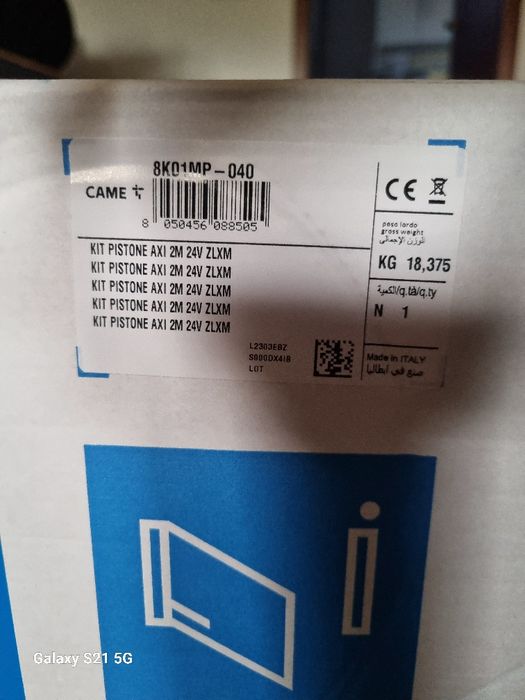 8K01MP-040
CAME
8 050456 088505
CE
peso lordo
gross weight
الوزن الإجمالي
KG 18,375
الكمية/q.tà/q.ty
N 1
KIT PISTONE AXI 2M 24V ZLXM
KIT PISTONE AXI 2M 24V ZLXM
KIT PISTONE AXI 2M 24V ZLXM
KIT PISTONE AXI 2M 24V ZLXM
KIT PISTONE AXI 2M 24V ZLXM
LOT
Made in ITALY
صنع في ايطاليا
Galaxy S21 5G